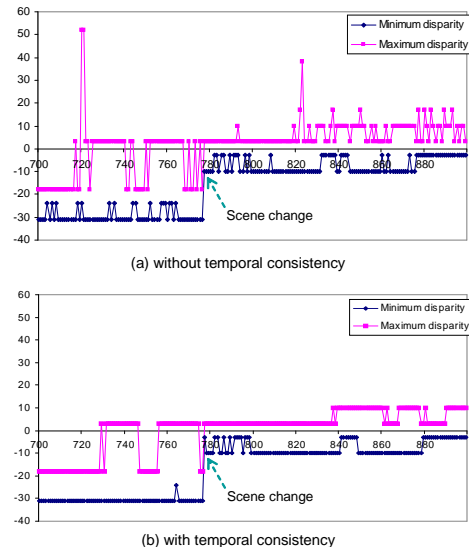 60
50
40
30
20
10
0
-10
-20
-30
-40
Minimum disparity
Maximum disparity
700 720 740 760 780 800 820 840 860 880
Scene change
(a) without temporal consistency
60
50
40
30
20
10
0
-10
-20
-30
-40
Minimum disparity
Maximum disparity
700 720 740 760 780 800 820 840 860 880
Scene change
(b) with temporal consistency